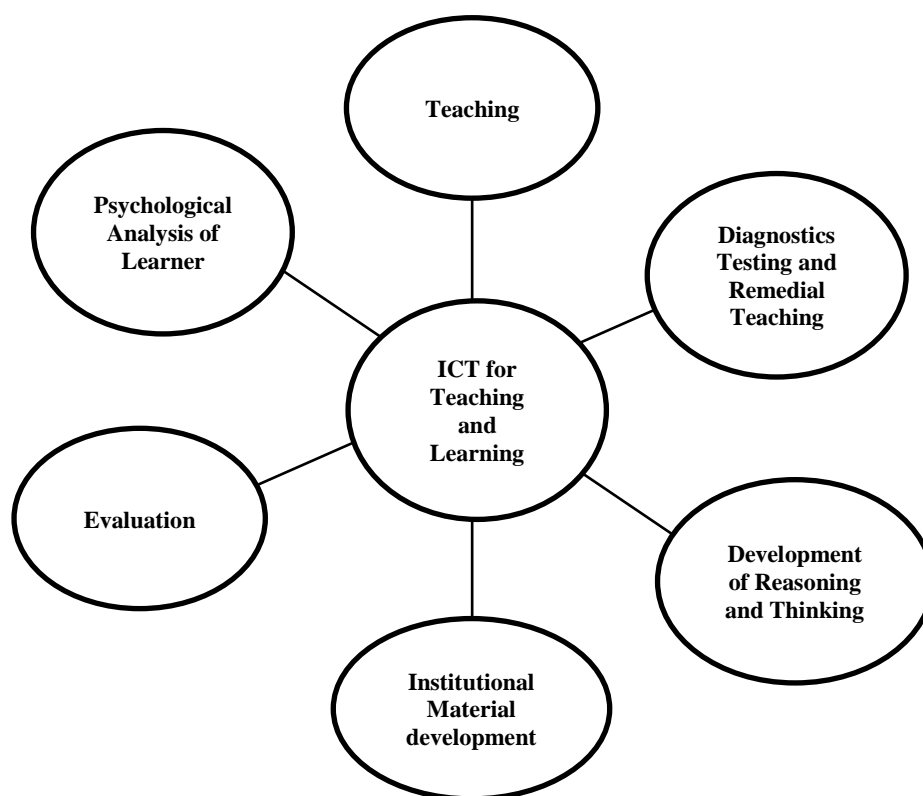 Teaching
Psychological
Analysis of
Learner
Diagnostics
Testing and
Remedial
Teaching
ICT for
Teaching
and
Learning
Evaluation
Development
of Reasoning
and Thinking
Institutional
Material
development